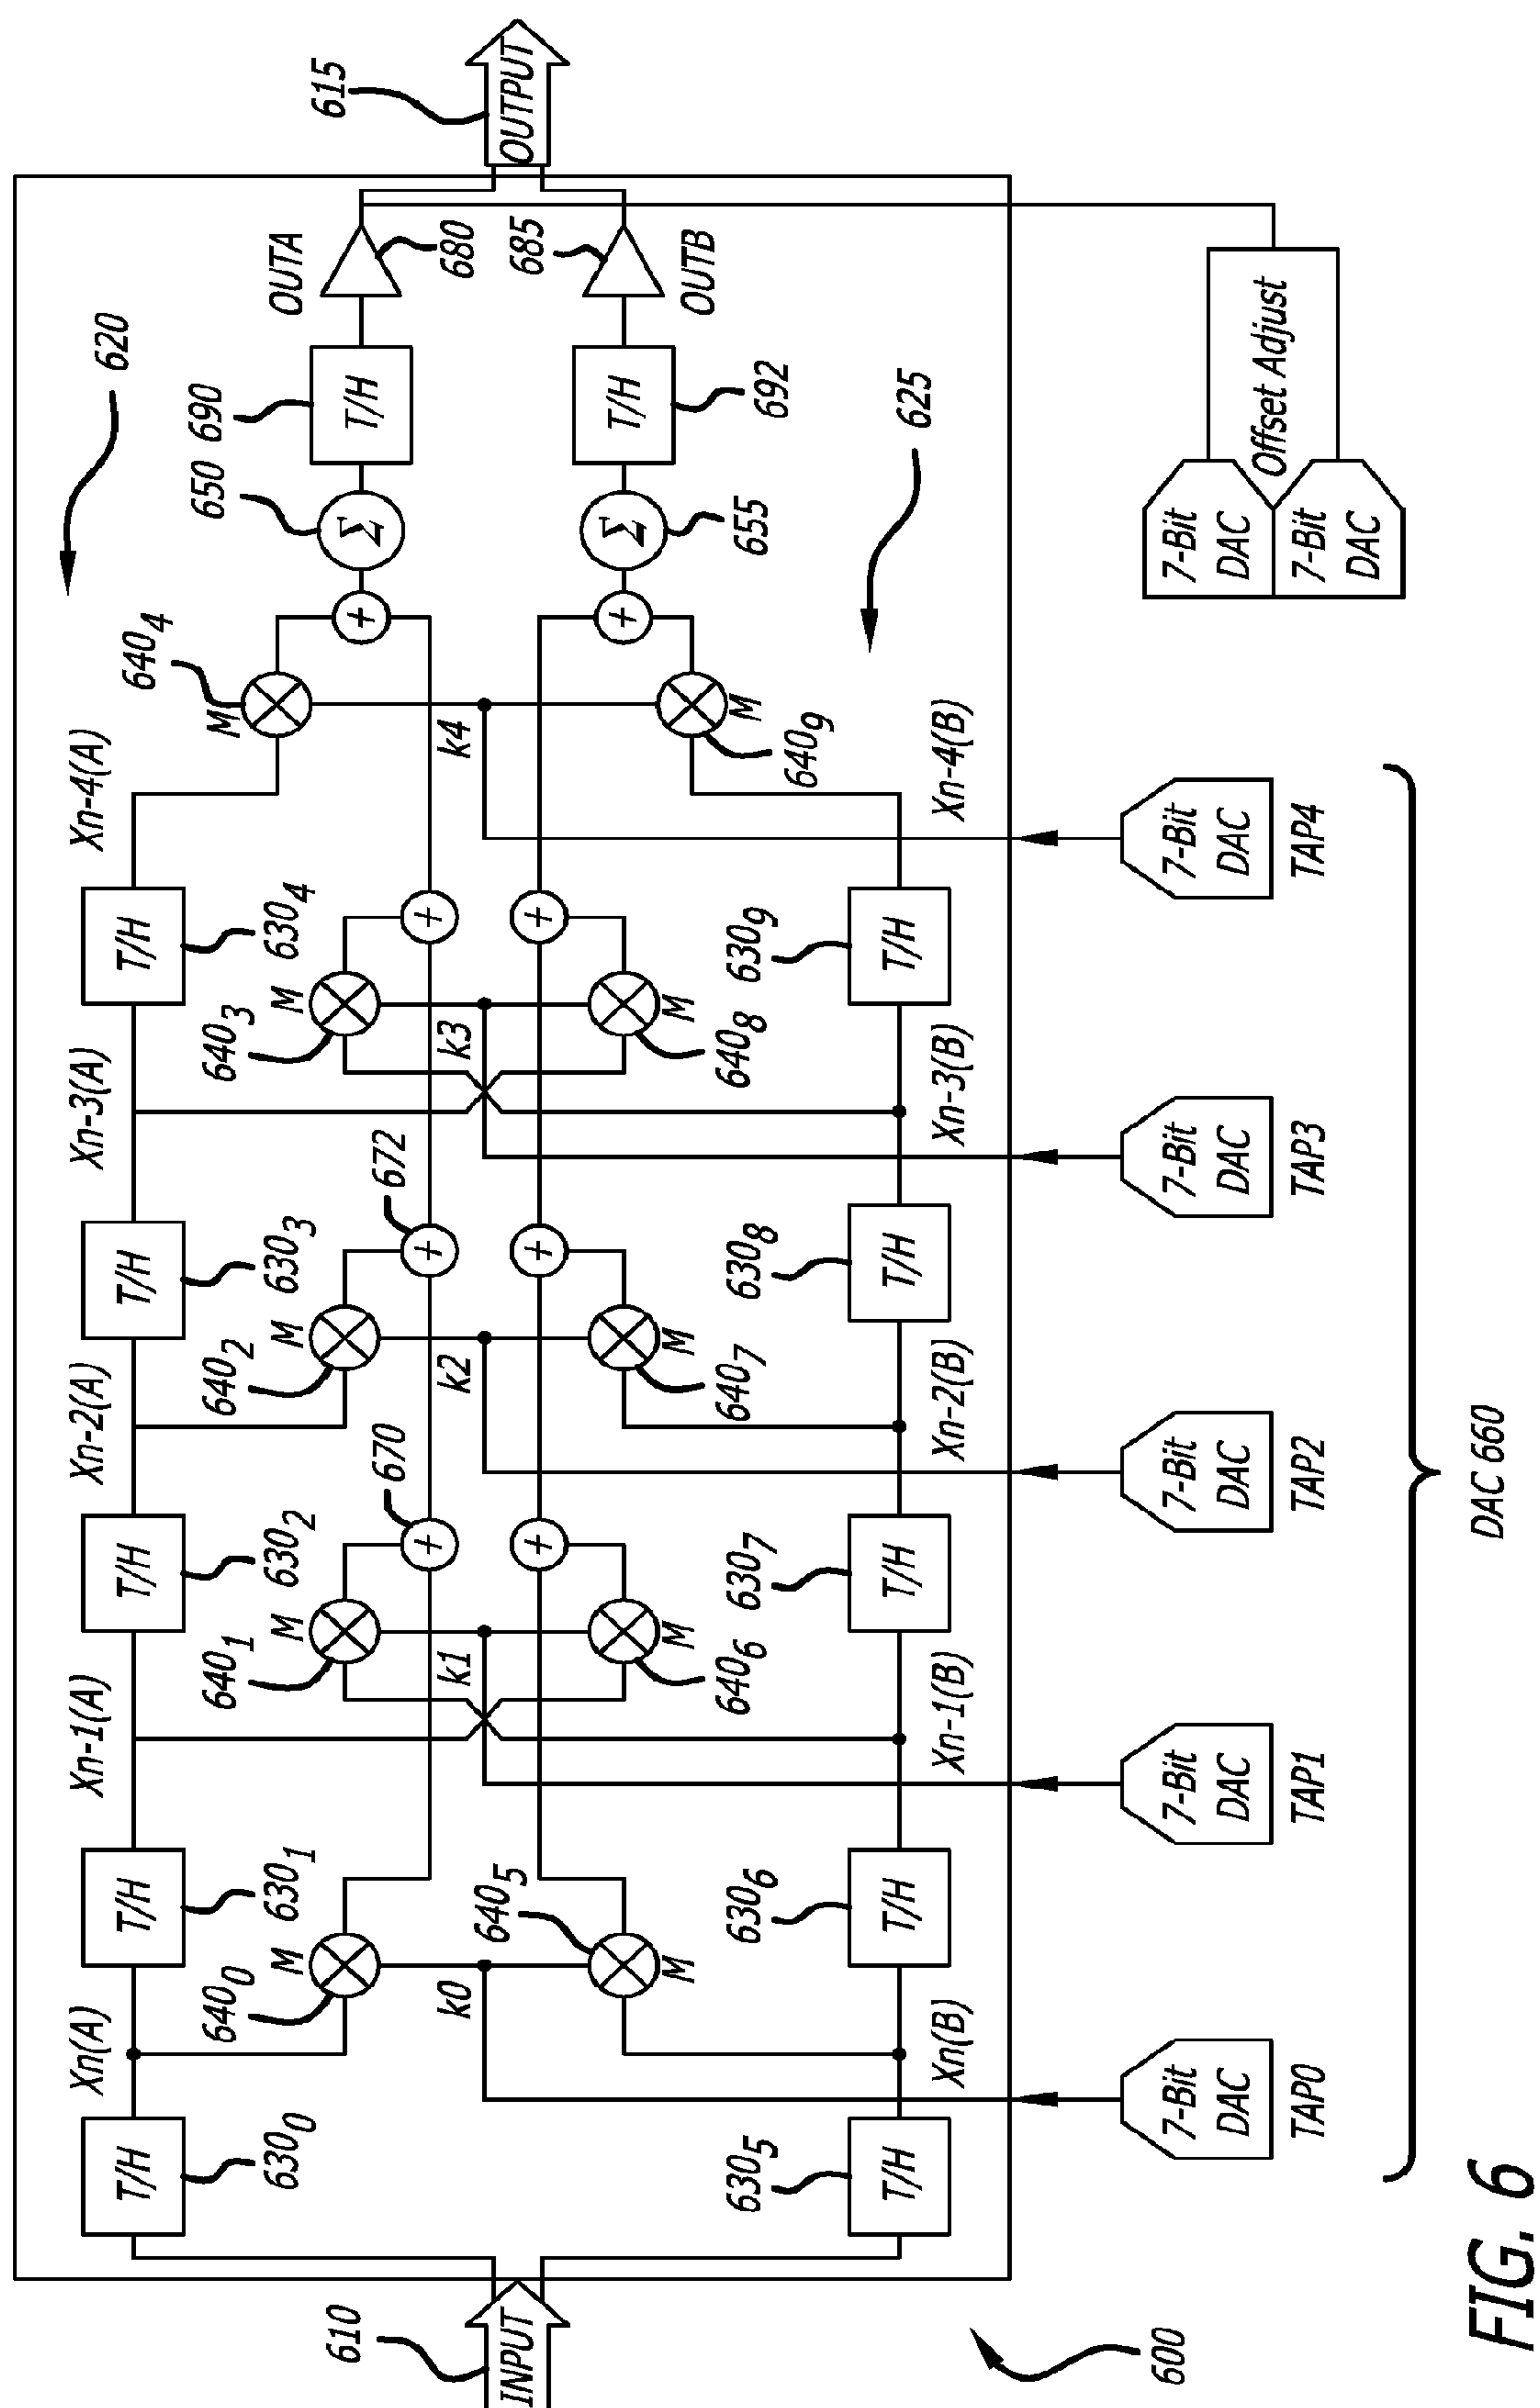 620
615
Xn(A)
Xn-1(A)
Xn-2(A)
Xn-3(A)
Xn-4(A)
T/H
T/H
T/H
T/H
T/H
630₀
630₁
630₂
630₃
630₄
640₀
640₁
640₂
640₃
640₄
M
M
M
M
M
650
690
OUTA
T/H
Σ
680
+
670
+
672
+
+
610
INPUT
k0
k1
k2
k3
k4
OUTPUT
+
+
+
+
Σ
T/H
685
OUTB
655
692
640₅
640₆
640₇
640₈
640₉
M
M
M
M
M
630₅
630₆
630₇
630₈
630₉
625
T/H
T/H
T/H
T/H
T/H
Xn(B)
Xn-1(B)
Xn-2(B)
Xn-3(B)
Xn-4(B)
600
7-Bit
DAC
TAP0
7-Bit
DAC
TAP1
7-Bit
DAC
TAP2
7-Bit
DAC
TAP3
7-Bit
DAC
TAP4
7-Bit
DAC
7-Bit
DAC
Offset Adjust
DAC 660
FIG. 6